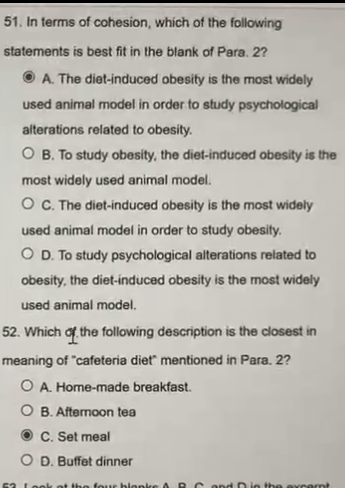 51. In terms of cohesion, which of the following
statements is best fit in the blank of Para. 2?
A. The diet-induced obesity is the most widely
used animal model in order to study psychological
alterations related to obesity.
B. To study obesity, the diet-induced obesity is the
most widely used animal model.
C. The diet-induced obesity is the most widely
used animal model in order to study obesity.
D. To study psychological alterations related to
obesity, the diet-induced obesity is the most widely
used animal model.
52. Which of the following description is the closest in
meaning of "cafeteria diet" mentioned in Para. 2?
A. Home-made breakfast.
B. Afternoon tea
C. Set meal
D. Buffet dinner
53. Look at the four blanks A, B, C, and D in the excerpt